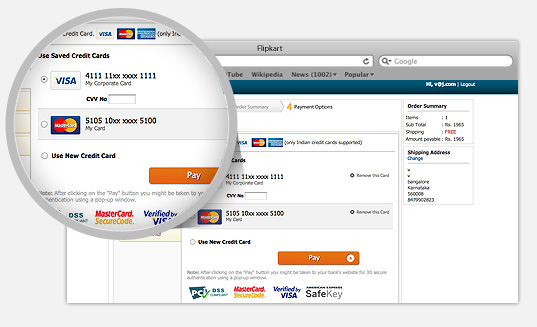 Flipkart
Google
Tube Wikipedia News (1002) Popular
Hi, v@j.com | Logout
Order Summary
4 Payment Options
credit Cards.
VISA
MasterCard
AMERICAN EXPRESS
(only Ind
Use Saved Credit Cards
VISA
4111 11xx xxxx 1111
My Corporate Card
CVV No
MasterCard
5105 10xx xxxx 5100
My Card
Use New Credit Card
Pay
Note: After clicking on the "Pay" button you might be taken to your
authentication using a pop-up window.
DSS
COMPLIANT
MasterCard.
SecureCode.
Verified by
VISA
(only Indian credit cards supported)
Cards
4111 11xx xxxx 1111
My Corporate Card
Remove this Card
CVV No
MasterCard
5105 10xx xxxx 5100
My Card
Remove this Card
Use New Credit Card
Pay
Note: After clicking on the "Pay" button you might be taken to your bank's website for 3D secure
authentication using a pop-up window.
PCI DSS
COMPLIANT
MasterCard.
SecureCode.
Verified by
VISA
AMERICAN EXPRESS
SafeKey
Order Summary
Items : 1
Sub Total : Rs. 1965
Shipping : FREE
Amount payable : Rs. 1965
Shipping Address
Change
v
v
bangalore
Karnataka
560008
8479902823